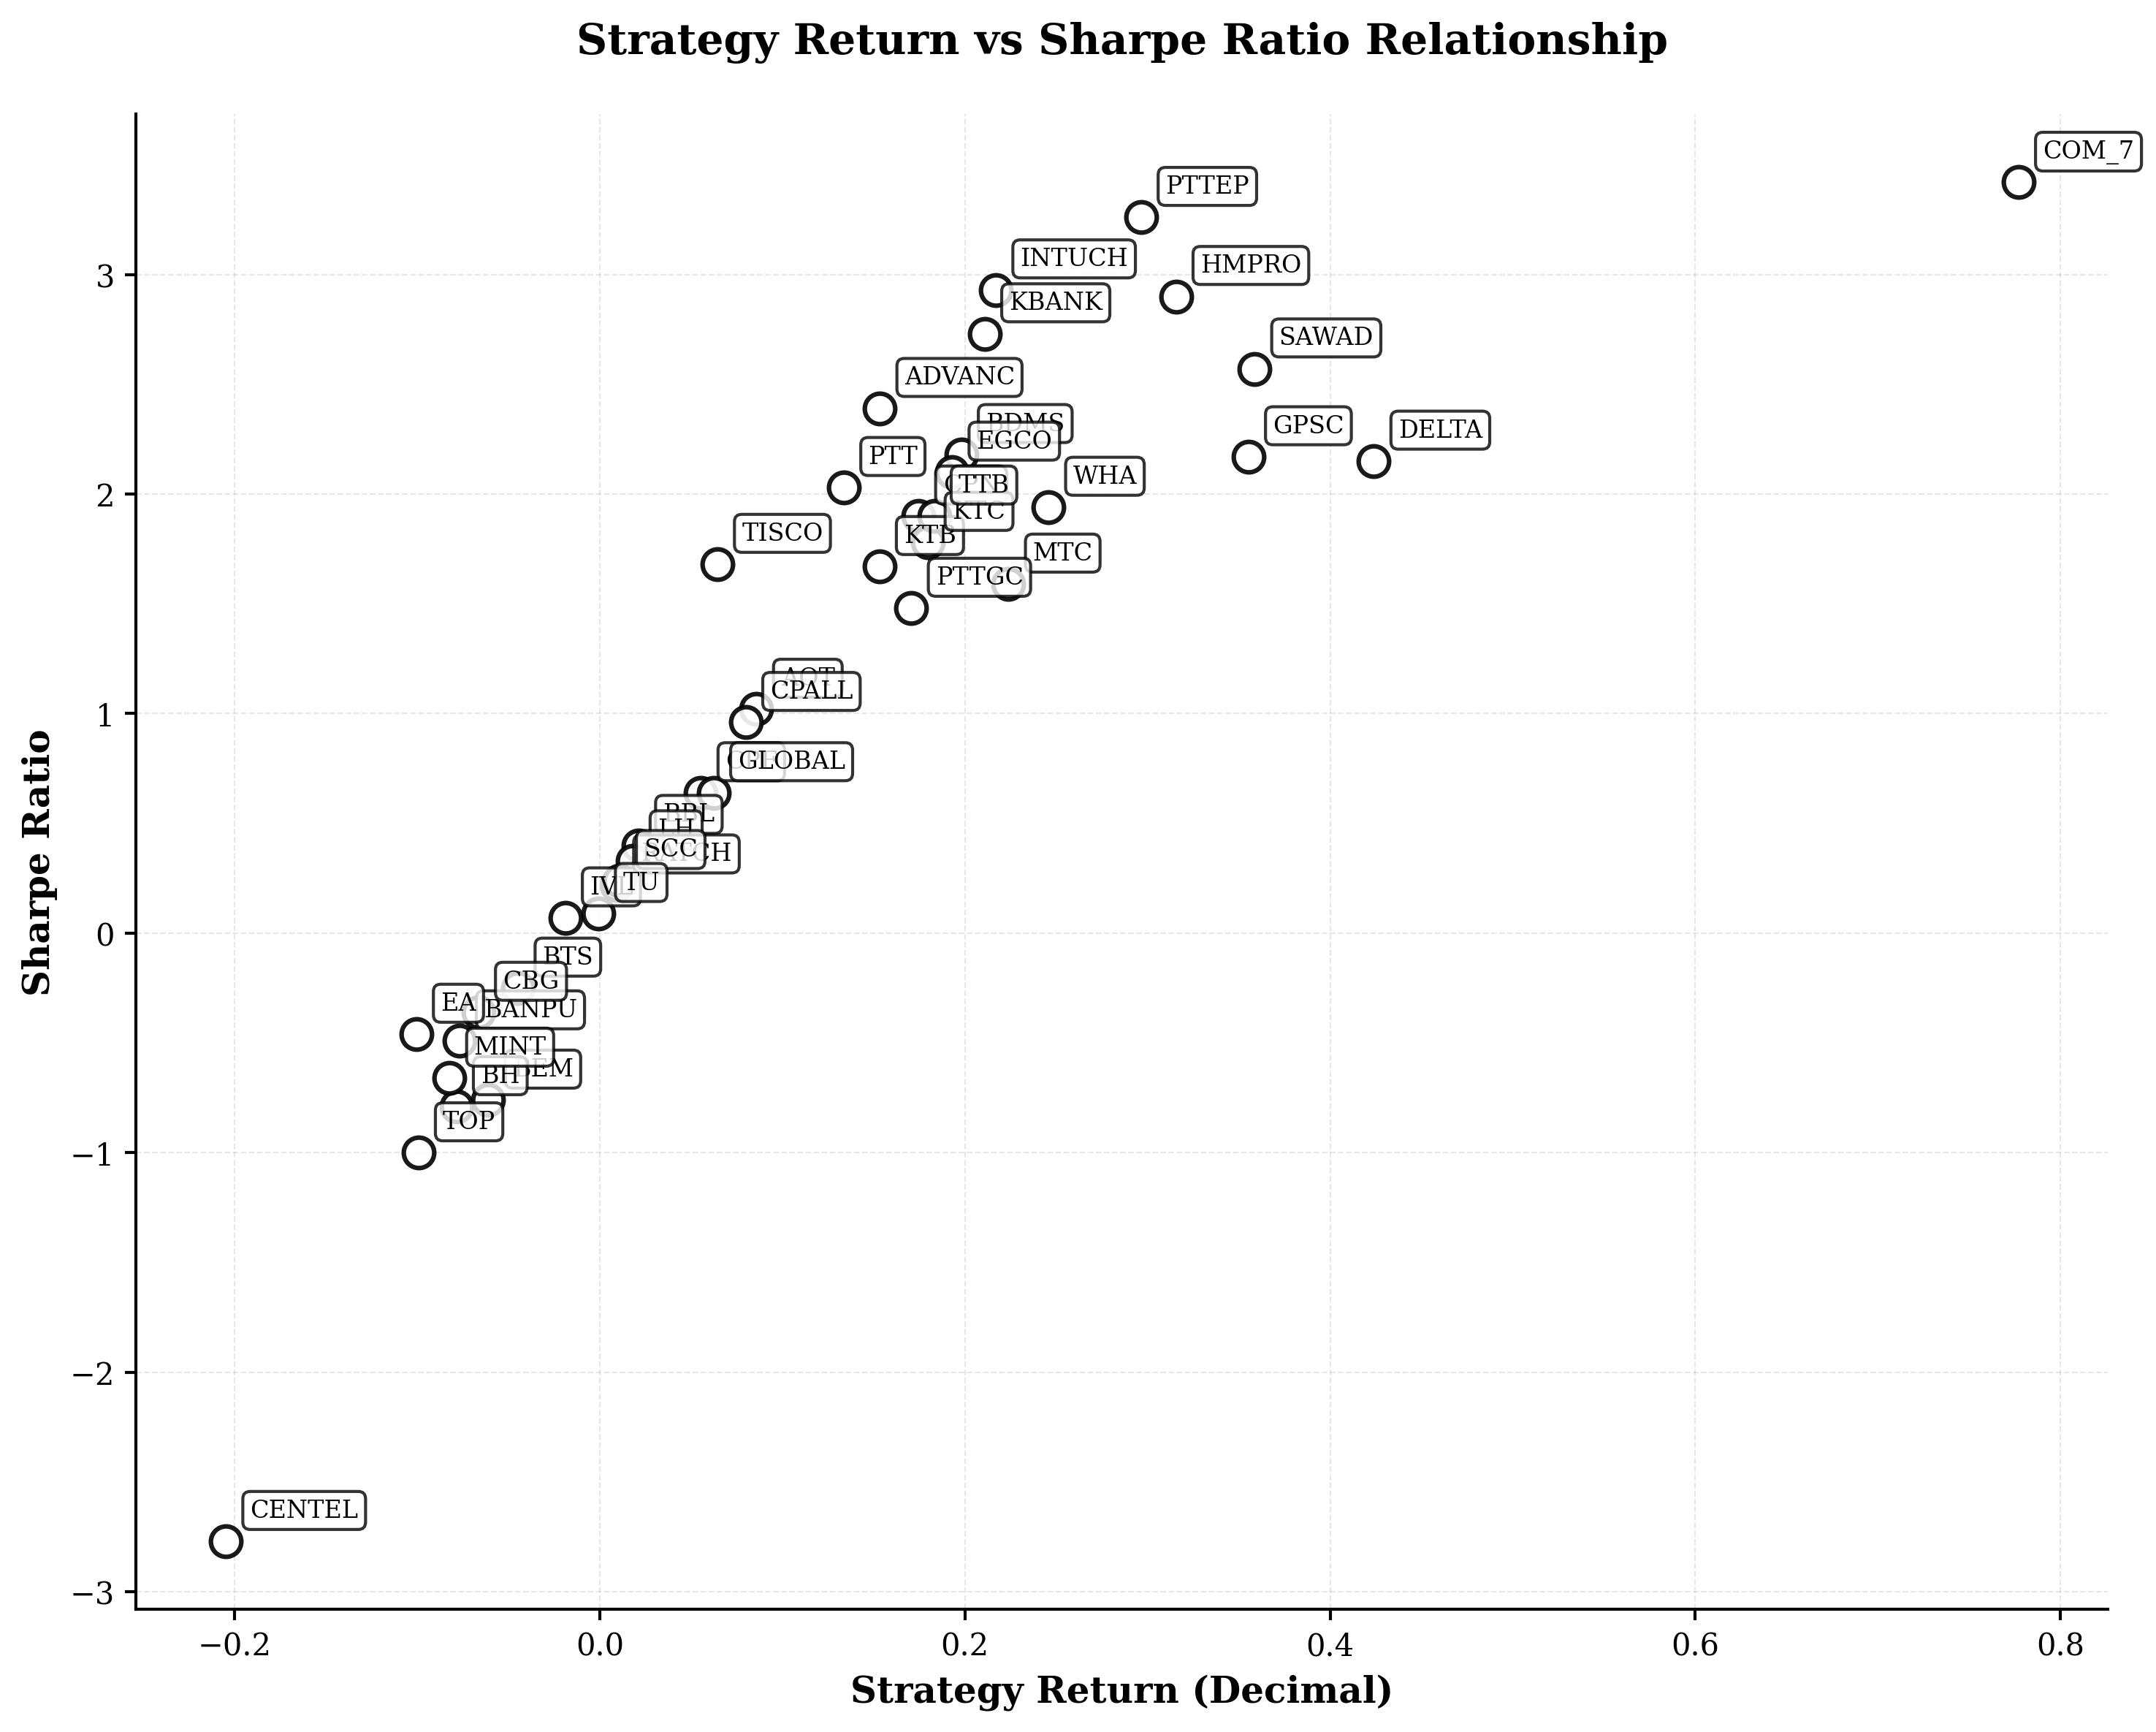 Strategy Return vs Sharpe Ratio Relationship
COM_7
PTTEP
INTUCH
HMPRO
KBANK
SAWAD
ADVANC
BDMS
GPSC
DELTA
EGCO
PTT
WHA
TTB
KTC
TISCO
KTB
MTC
PTTGC
AOT
CPALL
GLOBAL
BBL
LH
SCC
TU
BTS
CBG
EA
BANPU
MINT
BH
BEM
TOP
CENTEL
3
2
1
0
−1
−2
−3
Sharpe Ratio
−0.2
0.0
0.2
0.4
0.6
0.8
Strategy Return (Decimal)